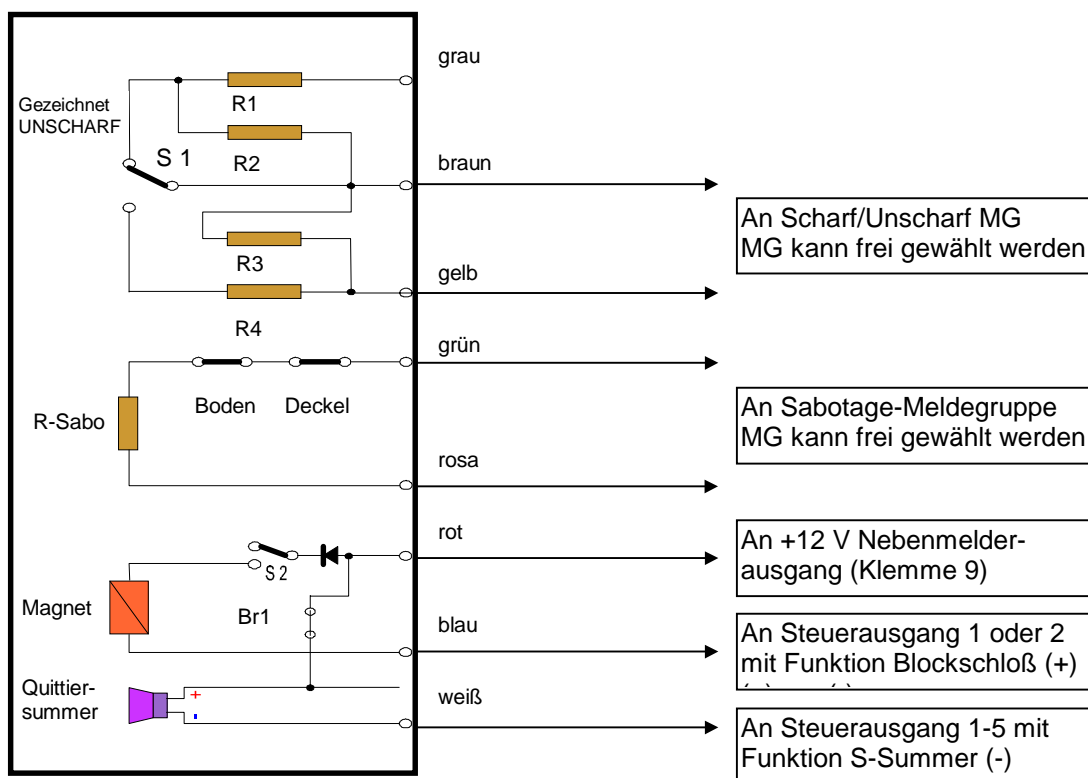 grau
Gezeichnet
UNSCHARF
R1
S 1
R2
braun
An Scharf/Unscharf MG
MG kann frei gewählt werden
R3
gelb
R4
grün
Boden
Deckel
R-Sabo
An Sabotage-Meldegruppe
MG kann frei gewählt werden
rosa
rot
An +12 V Nebenmelder-
ausgang (Klemme 9)
S 2
Magnet
Br1
blau
An Steuerausgang 1 oder 2
mit Funktion Blockschloß (+)
Quittier-
summer
+
-
weiß
An Steuerausgang 1-5 mit
Funktion S-Summer (-)